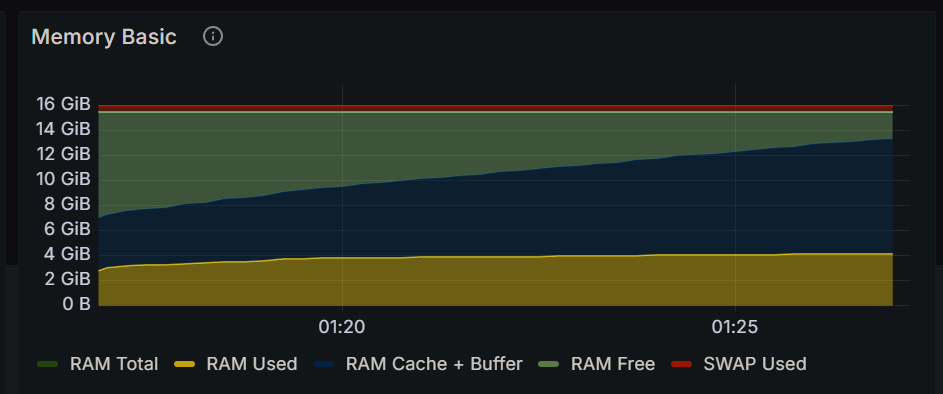 Memory Basic
16 GiB
14 GiB
12 GiB
10 GiB
8 GiB
6 GiB
4 GiB
2 GiB
0 B
01:20 01:25
RAM Total RAM Used RAM Cache + Buffer RAM Free SWAP Used